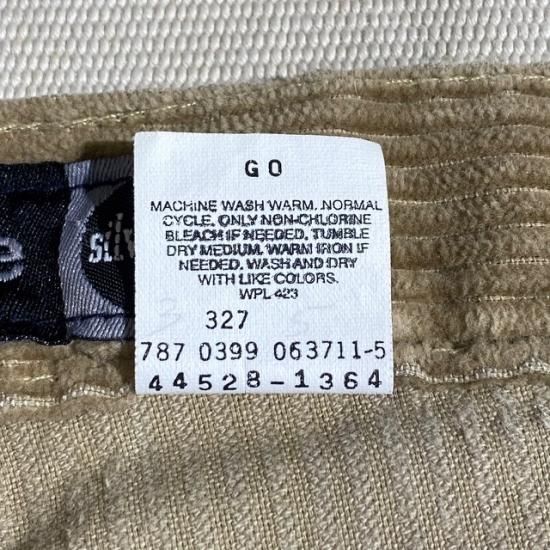 G O
MACHINE WASH WARM, NORMAL
CYCLE, ONLY NON-CHLORINE
BLEACH IF NEEDED, TUMBLE
DRY MEDIUM, WARM IRON IF
NEEDED. WASH AND DRY
WITH LIKE COLORS.
WPL 423
327
787 0399 063711-5
44528-1364
e
silv